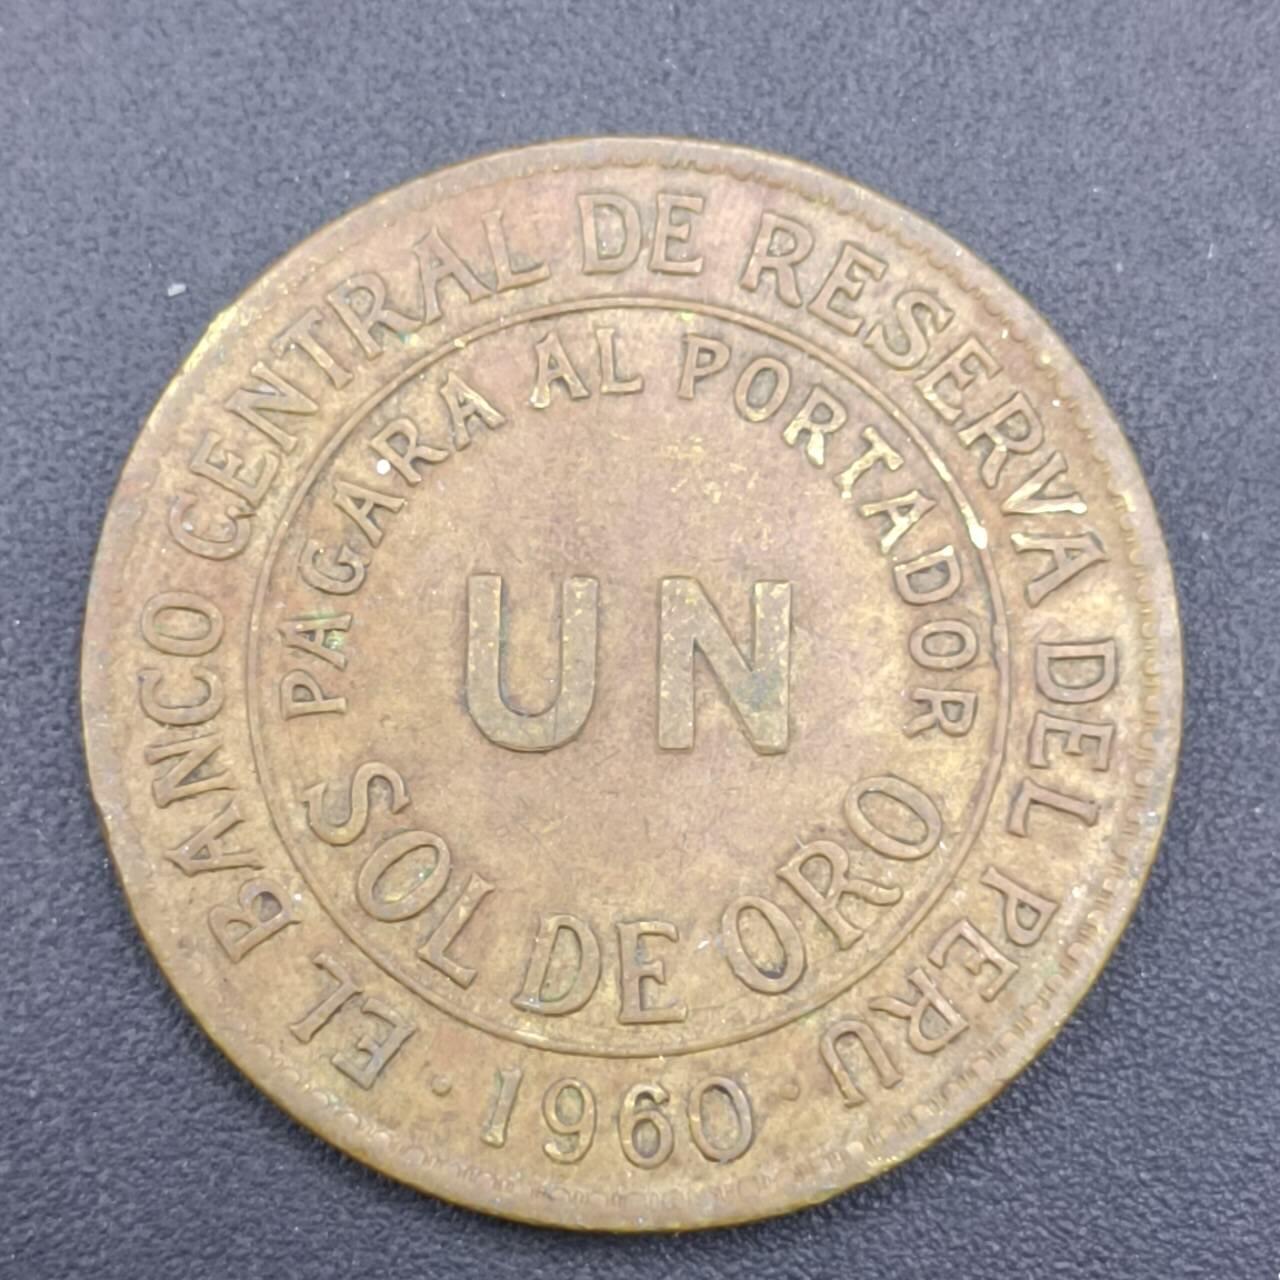 EL BANCO CENTRAL DE RESERVA DEL PERU
PAGARA AL PORTADOR
UN
SOL DE ORO
· 1960 ·